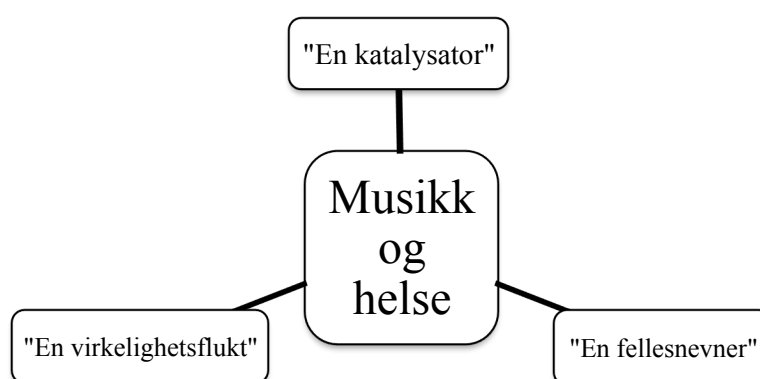 "En katalysator"
Musikk
og
helse
"En virkelighetsflukt"
"En fellesnevner"